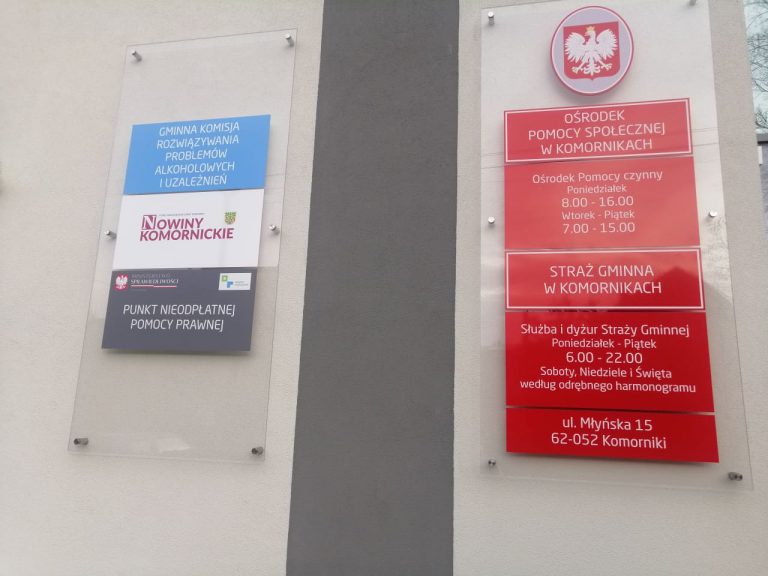 GMINNA KOMISJA
ROZWIĄZYWANIA
PROBLEMÓW
ALKOHOLOWYCH
I UZALEŻNIEŃ
NOWINY
KOMORNICKIE
MINISTERSTWO
SPRAWIEDLIWOŚCI
PUNKT NIEODPŁATNEJ
POMOCY PRAWNEJ
OŚRODEK
POMOCY SPOŁECZNEJ
W KOMORNIKACH
Ośrodek Pomocy czynny
Poniedziałek
8.00 - 16.00
Wtorek - Piątek
7.00 - 15.00
STRAŻ GMINNA
W KOMORNIKACH
Służba i dyżur Straży Gminnej
Poniedziałek - Piątek
6.00 - 22.00
Soboty, Niedziele i Święta
według odrębnego harmonogramu
ul. Młyńska 15
62-052 Komorniki